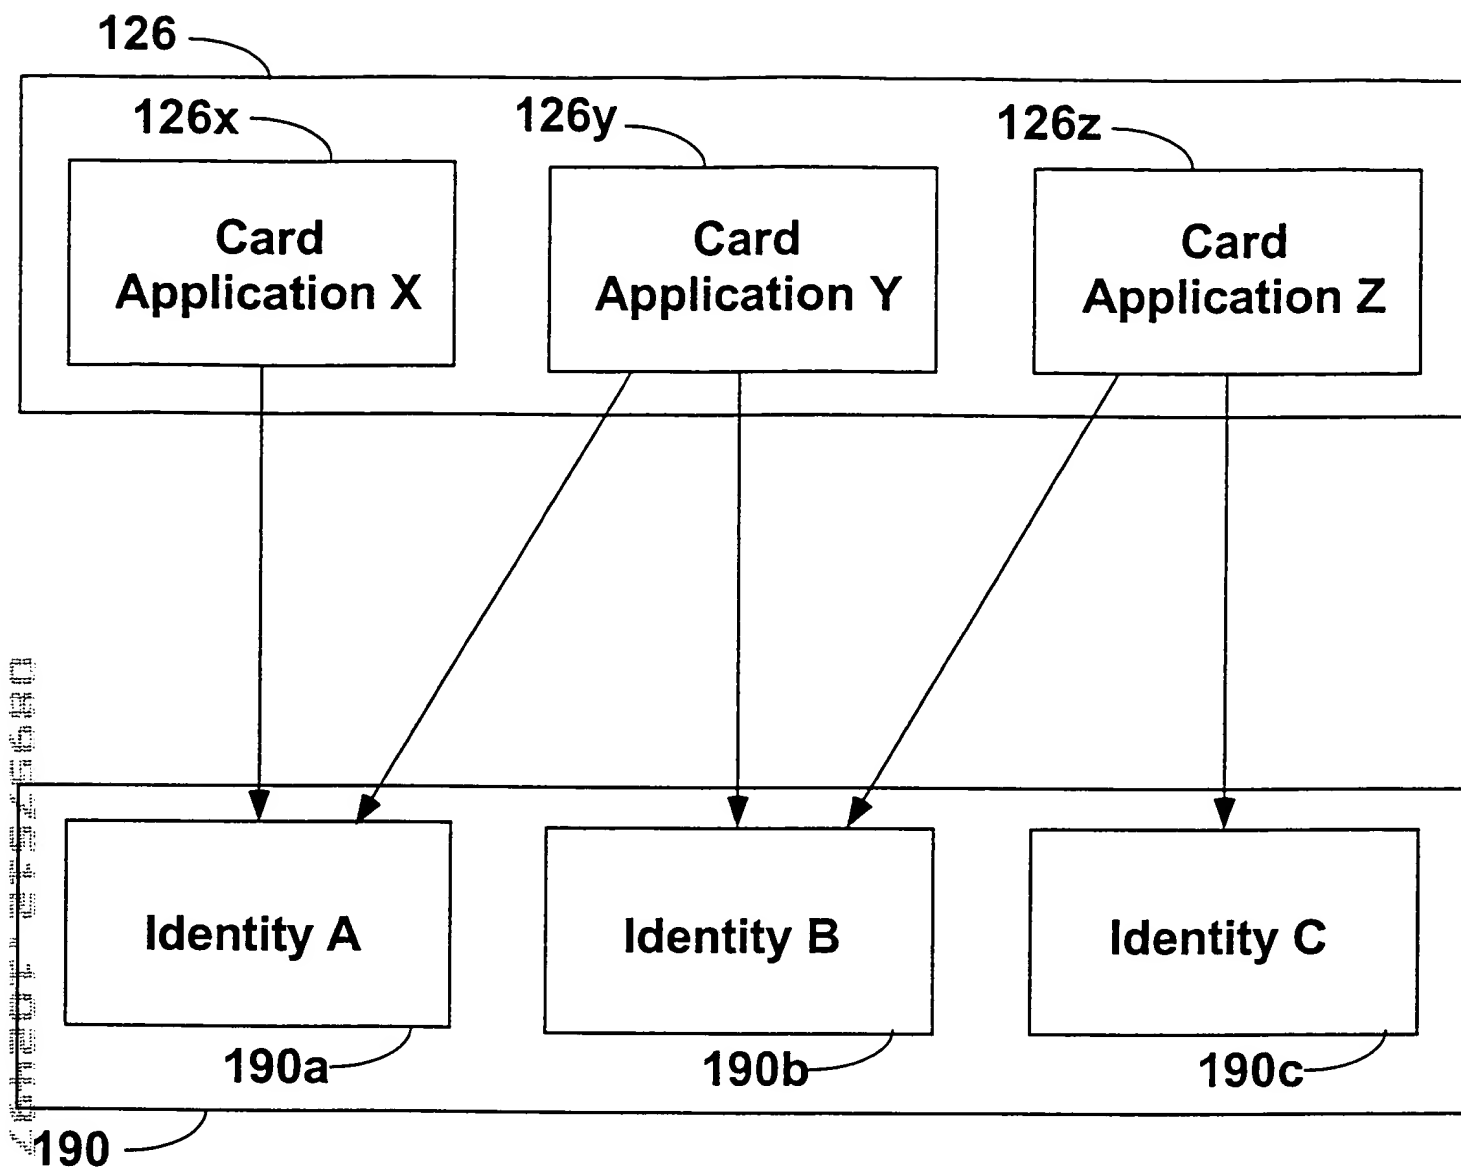 126
126x
126y
126z
Card
Application X
Card
Application Y
Card
Application Z
Identity A
Identity B
Identity C
190a
190b
190c
190